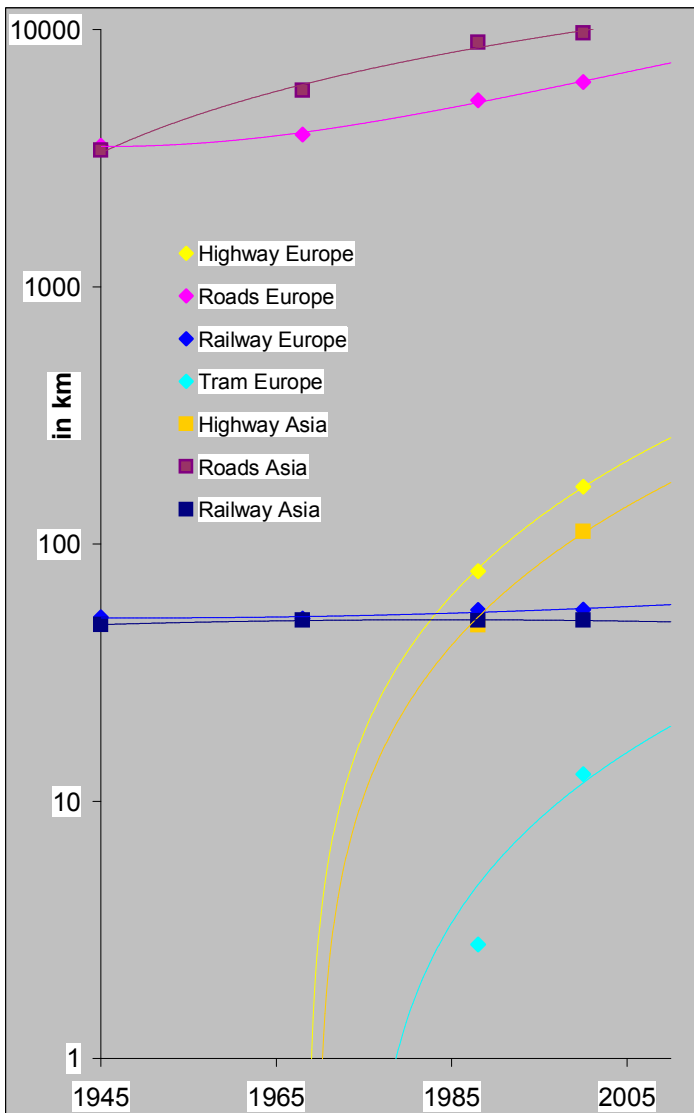 10000
1000
100
10
1
in km
Highway Europe
Roads Europe
Railway Europe
Tram Europe
Highway Asia
Roads Asia
Railway Asia
1945
1965
1985
2005